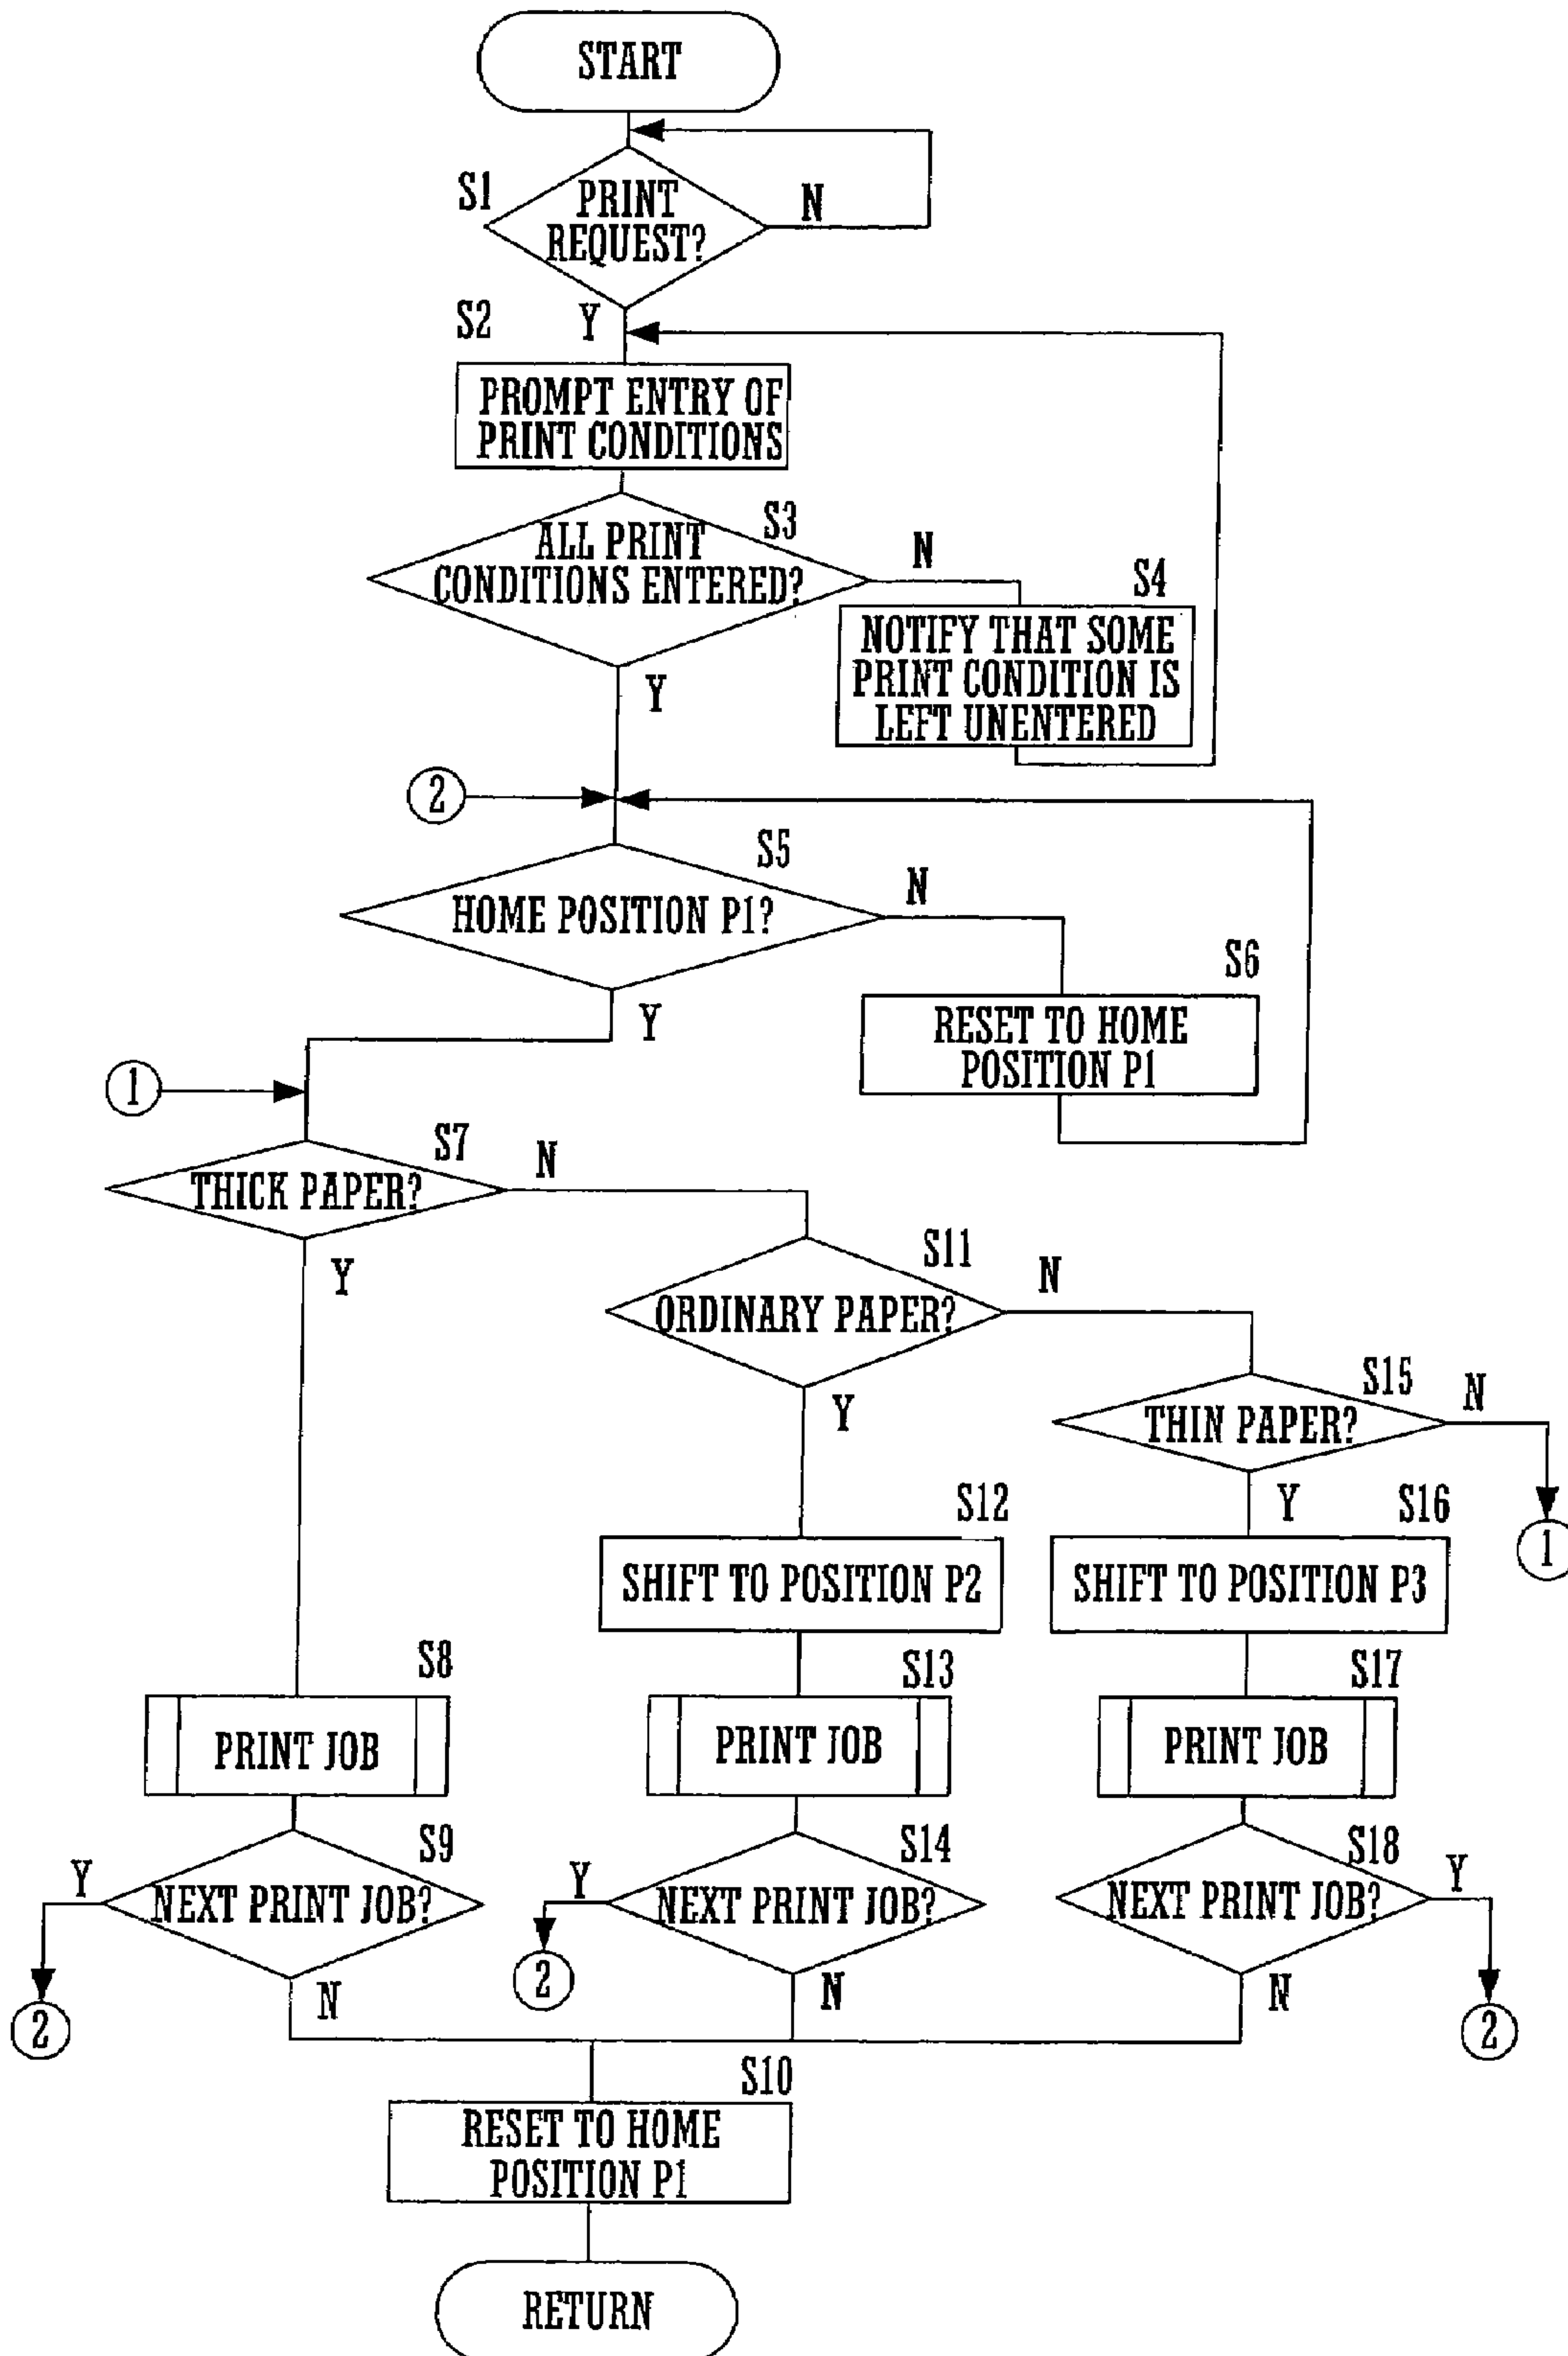 START
S1
PRINT
REQUEST?
N
S2
Y
PROMPT ENTRY OF
PRINT CONDITIONS
S3
ALL PRINT
CONDITIONS ENTERED?
N
S4
NOTIFY THAT SOME
PRINT CONDITION IS
LEFT UNENTERED
Y
2
S5
HOME POSITION P1?
N
S6
RESET TO HOME
POSITION P1
Y
1
S7
THICK PAPER?
N
Y
S11
ORDINARY PAPER?
N
Y
S15
THIN PAPER?
N
1
Y
S12
SHIFT TO POSITION P2
S16
SHIFT TO POSITION P3
S8
PRINT JOB
S13
PRINT JOB
S17
PRINT JOB
S9
Y
NEXT PRINT JOB?
2
N
S14
Y
NEXT PRINT JOB?
2
N
S18
Y
NEXT PRINT JOB?
2
N
S10
RESET TO HOME
POSITION P1
RETURN